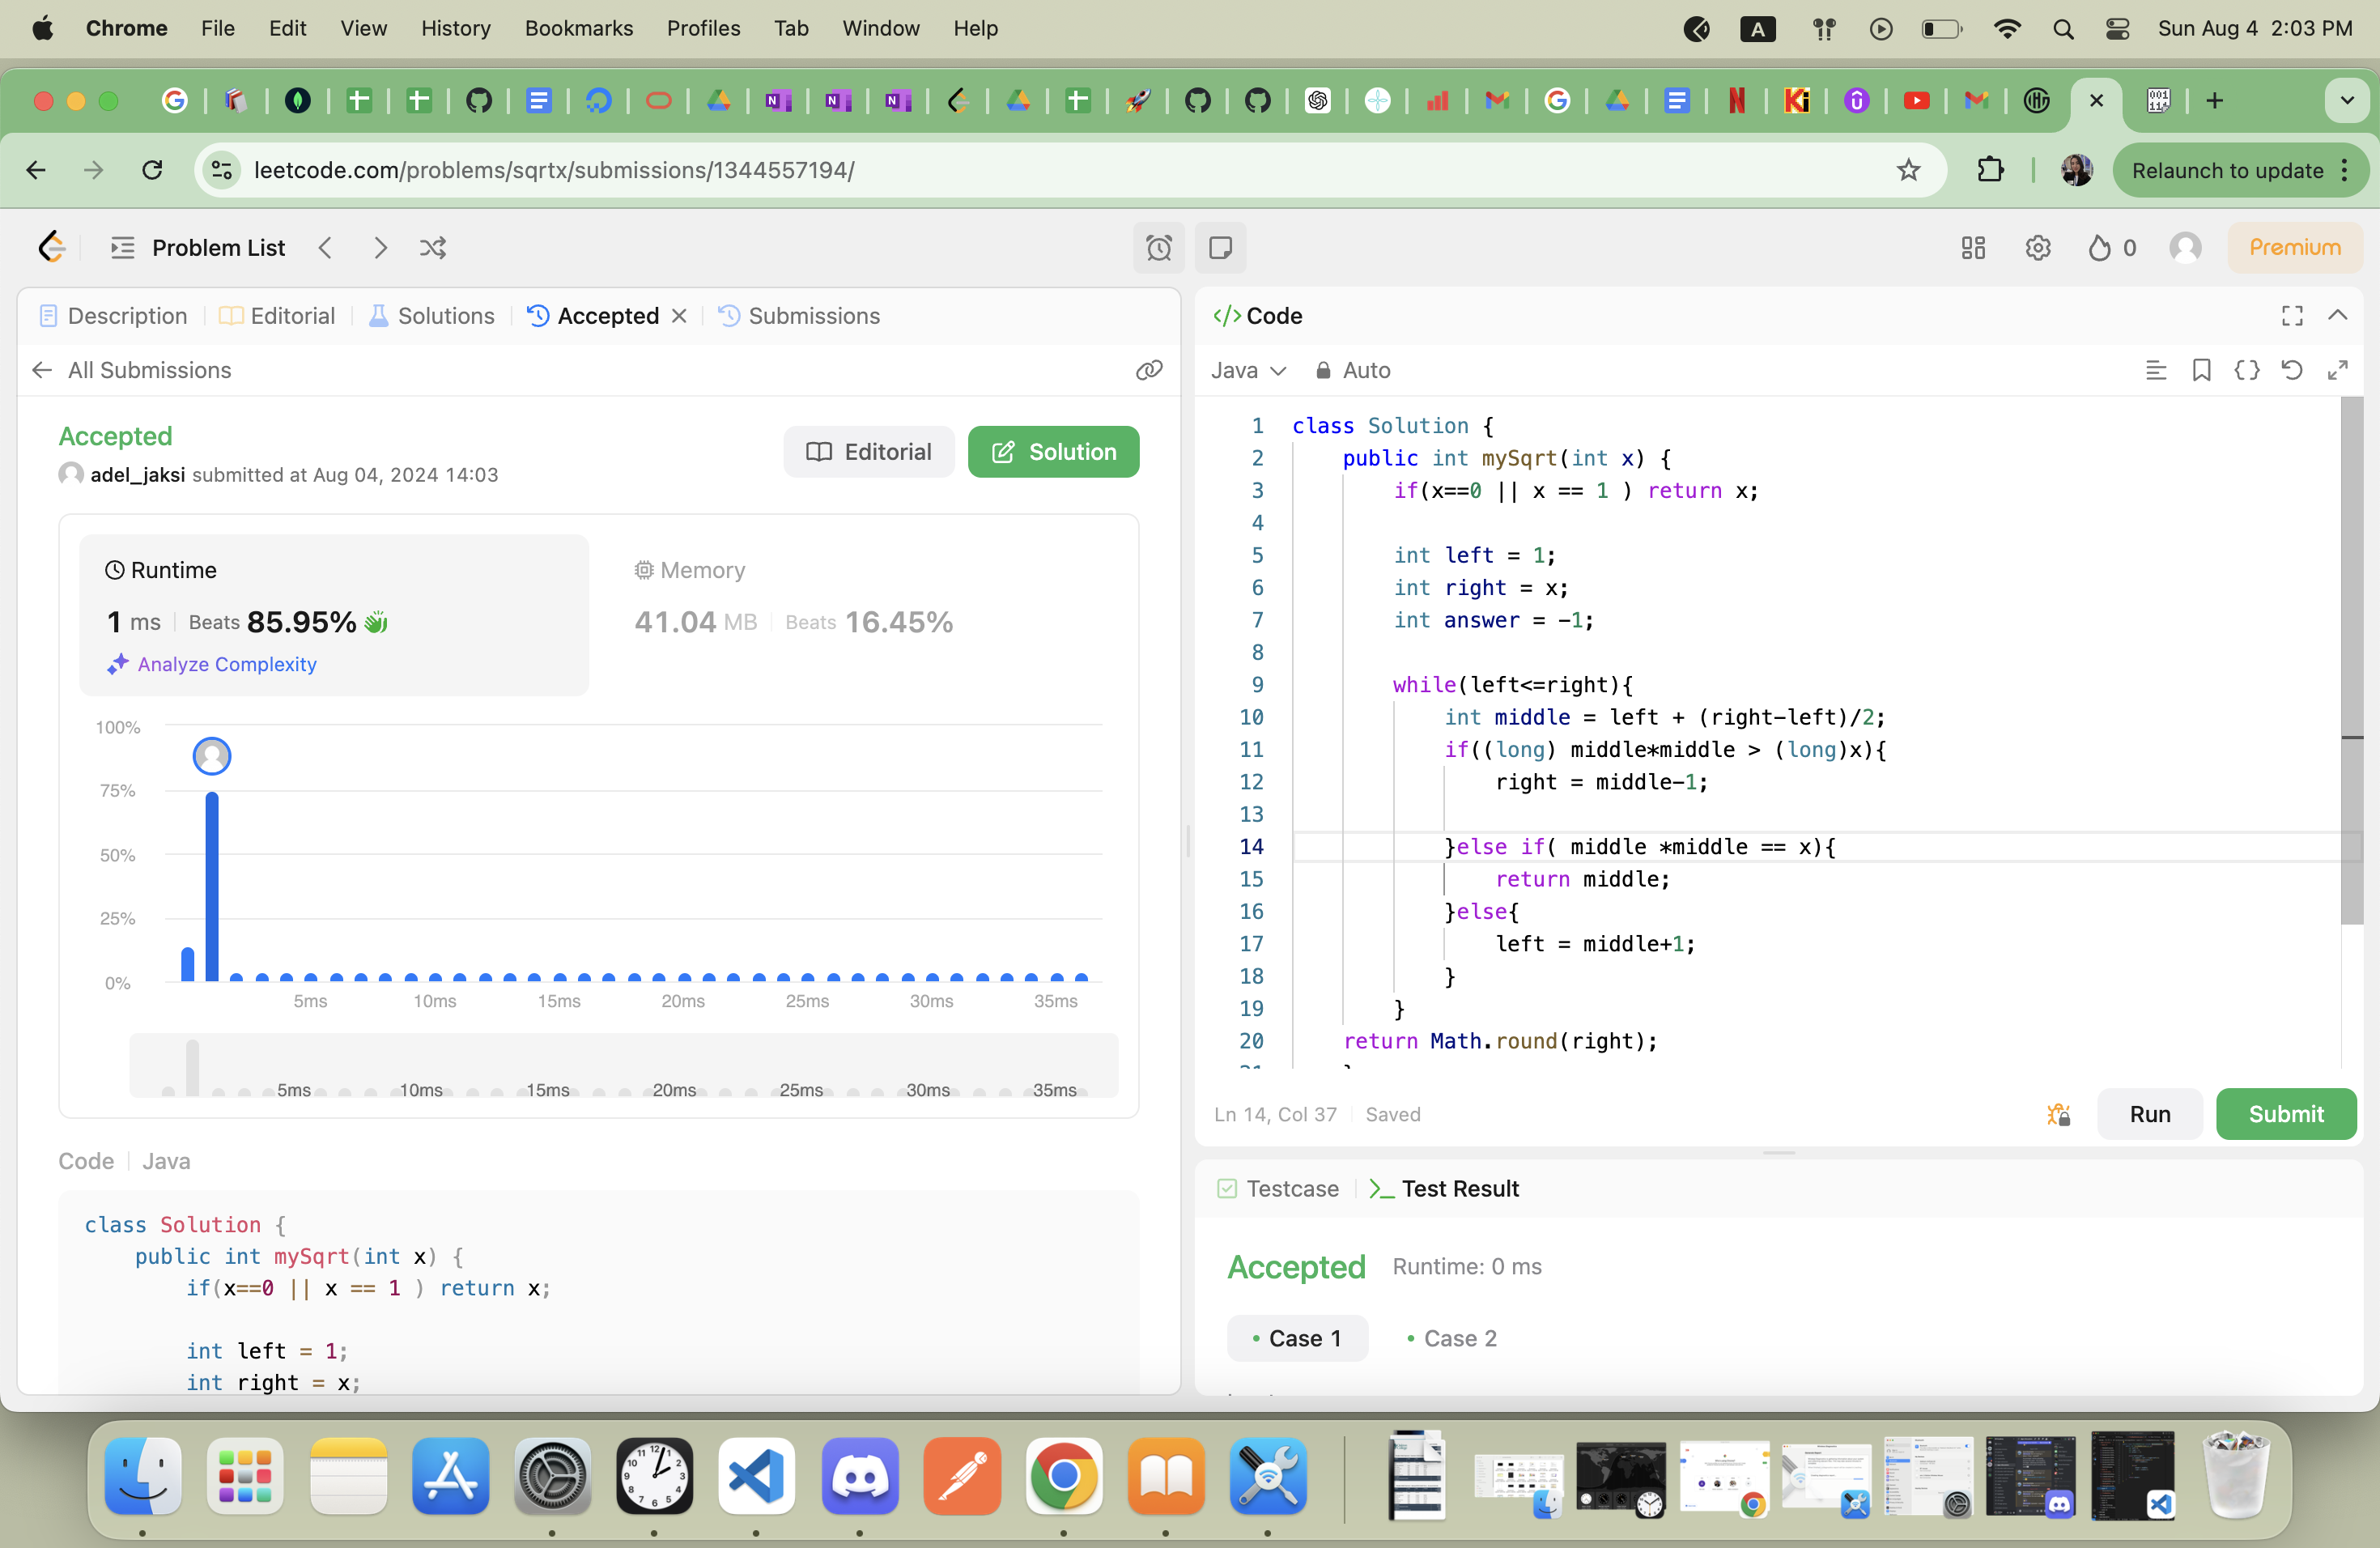 Chrome File Edit View History Bookmarks Profiles Tab Window Help A Sun Aug 4 2:03 PM
leetcode.com/problems/sqrtx/submissions/1344557194/ Relaunch to update
Problem List 0 Premium
Description Editorial Solutions Accepted Submissions
All Submissions
Accepted
adel_jaksi submitted at Aug 04, 2024 14:03
Editorial Solution
Runtime
1 ms Beats 85.95%
Analyze Complexity
Memory
41.04 MB Beats 16.45%
100%
75%
50%
25%
0%
5ms 10ms 15ms 20ms 25ms 30ms 35ms
5ms 10ms 15ms 20ms 25ms 30ms 35ms
Code Java
class Solution {
public int mySqrt(int x) {
if(x==0 || x == 1 ) return x;
int left = 1;
int right = x;
</> Code
Java Auto
1 class Solution {
2 public int mySqrt(int x) {
3 if(x==0 || x == 1 ) return x;
4
5 int left = 1;
6 int right = x;
7 int answer = -1;
8
9 while(left<=right){
10 int middle = left + (right-left)/2;
11 if((long) middle*middle > (long)x){
12 right = middle-1;
13
14 }else if( middle *middle == x){
15 return middle;
16 }else{
17 left = middle+1;
18 }
19 }
20 return Math.round(right);
Ln 14, Col 37 Saved
Run Submit
Testcase Test Result
Accepted Runtime: 0 ms
Case 1 Case 2